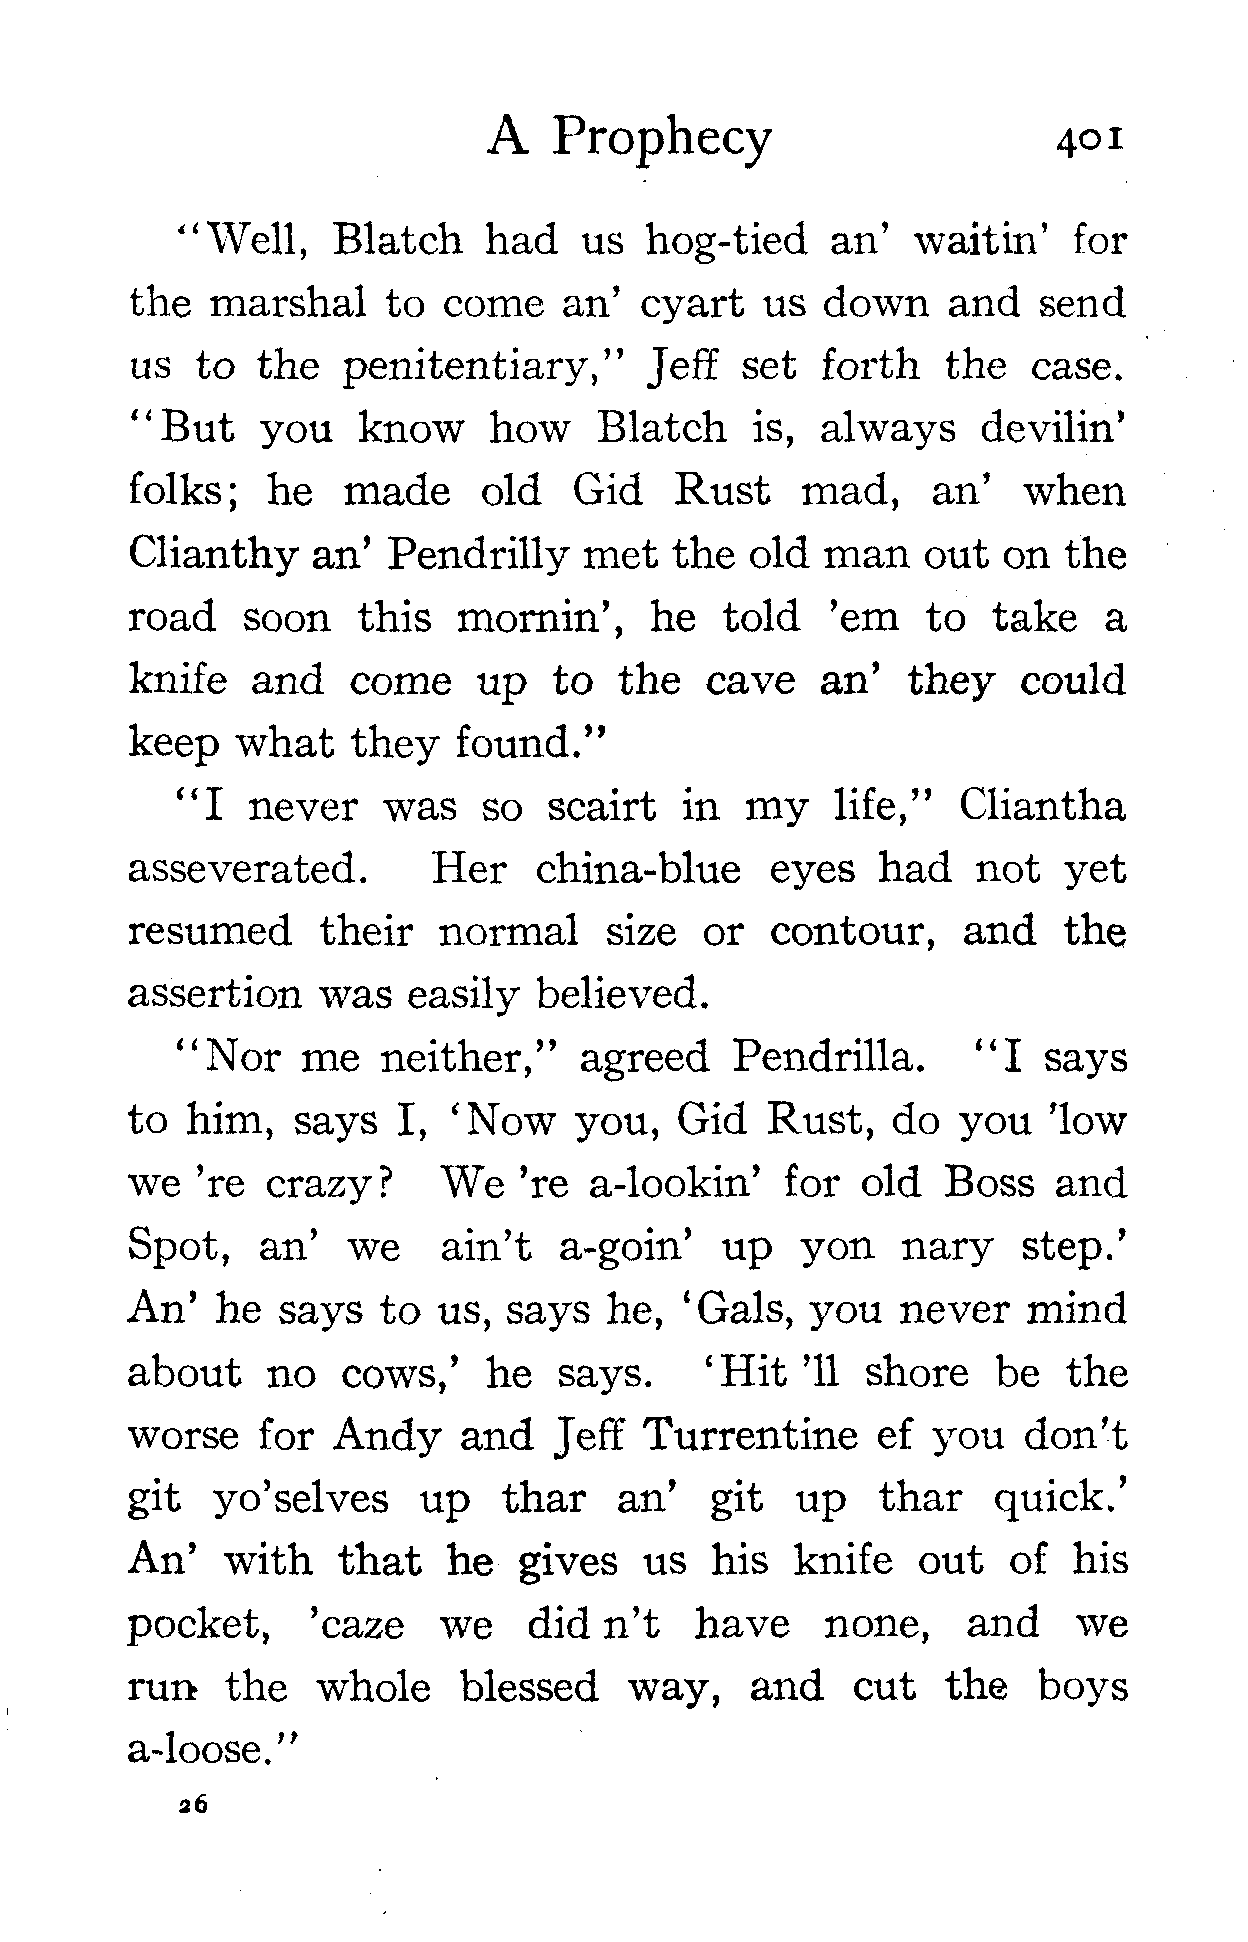 A Prophecy 401
"Well, Blatch had us hog-tied an' waitin' for
the marshal to come an' cyart us down and send
us to the penitentiary," Jeff set forth the case.
"But you know how Blatch is, always devilin'
folks; he made old Gid Rust mad, an' when
Clianthy an' Pendrilly met the old man out on the
road soon this mornin', he told 'em to take a
knife and come up to the cave an' they could
keep what they found."
"I never was so scairt in my life," Cliantha
asseverated. Her china-blue eyes had not yet
resumed their normal size or contour, and the
assertion was easily believed.
"Nor me neither," agreed Pendrilla. "I says
to him, says I, 'Now you, Gid Rust, do you 'low
we 're crazy? We 're a-lookin' for old Boss and
Spot, an' we ain't a-goin' up yon nary step.'
An' he says to us, says he, 'Gals, you never mind
about no cows,' he says. 'Hit 'll shore be the
worse for Andy and Jeff Turrentine ef you don't
git yo'selves up thar an' git up thar quick.'
An' with that he gives us his knife out of his
pocket, 'caze we did n't have none, and we
run the whole blessed way, and cut the boys
a-loose."
26